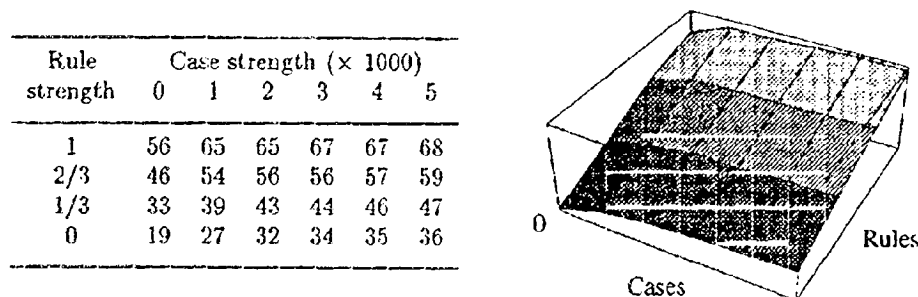 Rule Case strength (× 1000)
strength 0 1 2 3 4 5
1 56 65 65 67 67 68
2/3 46 54 56 56 57 59
1/3 33 39 43 44 46 47
0 19 27 32 34 35 36
0
Rules
Cases